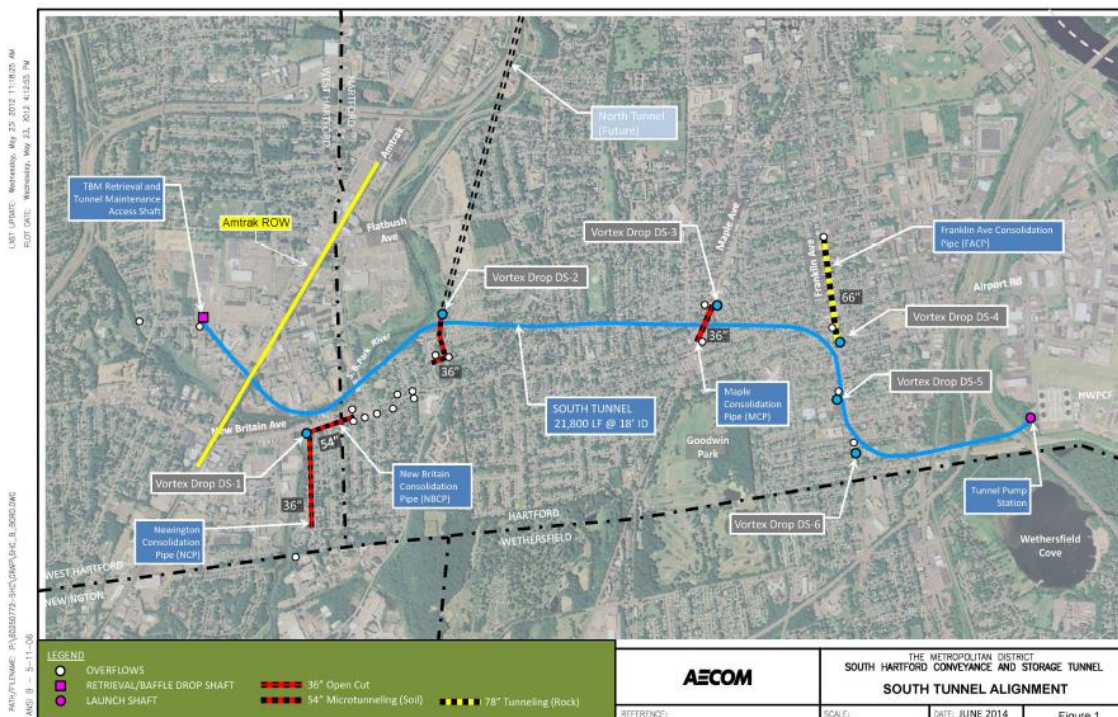 LAST UPDATE: Wednesday, May 23, 2012 11:18:25 AM
PLOT DATE: Wednesday, May 23, 2012 4:12:55 PM
ANSI B - 5-11-06
WEST HARTFORD
HARTFORD
Amtrak
North Tunnel
(Future)
TBM Retrieval and
Tunnel Maintenance
Access Shaft
Amtrak ROW
Flatbush
Ave
Vortex Drop DS-3
Maple Ave
Franklin Ave
Franklin Ave Consolidation
Pipe (FACP)
Vortex Drop DS-2
66"
Airport Rd
Vortex Drop DS-4
S. B. Park River
36"
36"
Vortex Drop DS-5
SOUTH TUNNEL
21,800 LF @ 18' ID
Maple
Consolidation
Pipe (MCP)
HWPCF
New Britain Ave
54"
Goodwin
Park
Vortex Drop DS-1
New Britain
Consolidation
Pipe (NBCP)
36"
Tunnel Pump
Station
Vortex Drop DS-6
Newington
Consolidation
Pipe (NCP)
HARTFORD
WETHERSFIELD
Wethersfield
Cove
WEST HARTFORD
NEWINGTON
LEGEND
OVERFLOWS
RETRIEVAL/BAFFLE DROP SHAFT
LAUNCH SHAFT
36" Open Cut
54" Microtunneling (Soil)
78" Tunneling (Rock)
AECOM
THE METROPOLITAN DISTRICT
SOUTH HARTFORD CONVEYANCE AND STORAGE TUNNEL
SOUTH TUNNEL ALIGNMENT
REFERENCE:
SCALE:
DATE: JUNE 2014
Figure 1